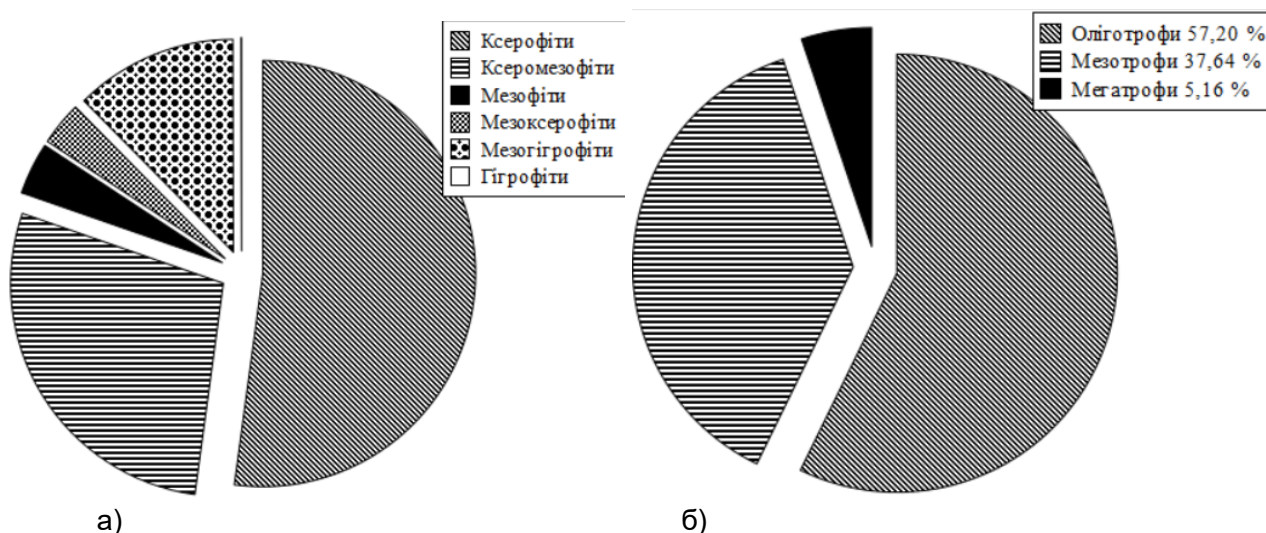 Ксерофіти
Ксеромезофіти
Мезофіти
Мезоксерофіти
Мезогігрофіти
Гігрофіти
Оліготрофи 57,20 %
Мезотрофи 37,64 %
Мегатрофи 5,16 %
а)
б)